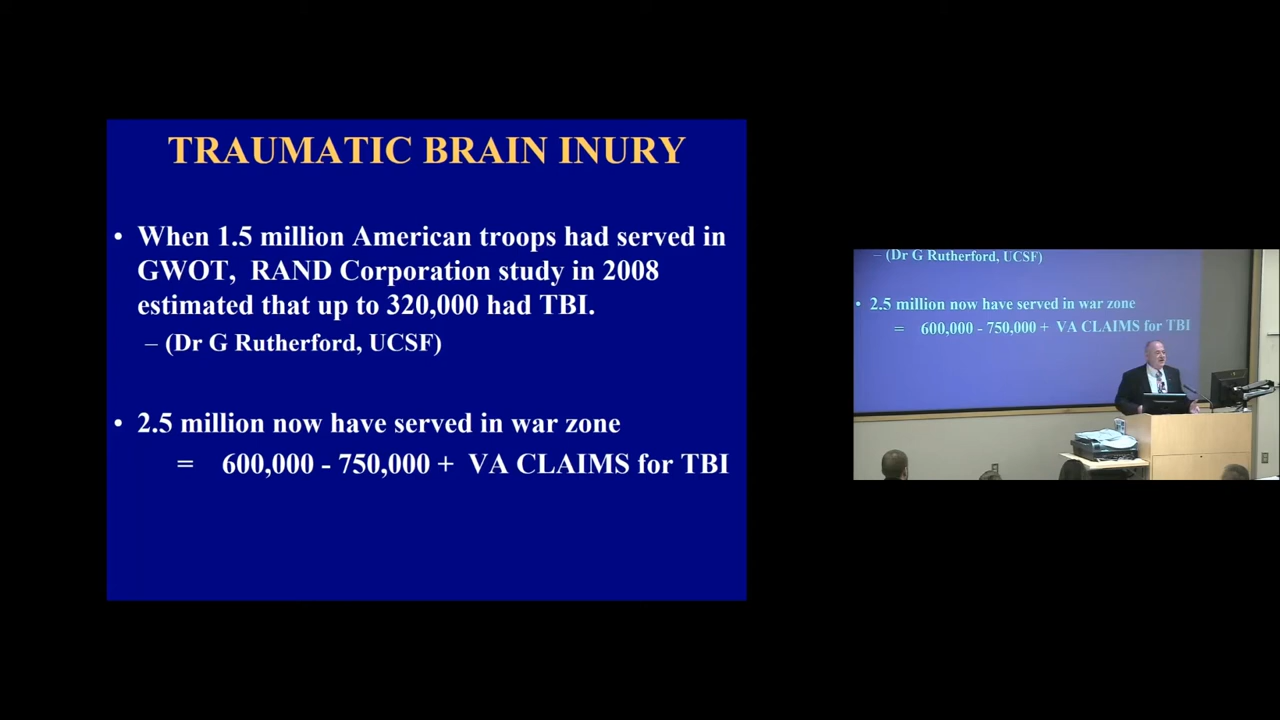 TRAUMATIC BRAIN INURY
• When 1.5 million American troops had served in
GWOT, RAND Corporation study in 2008
estimated that up to 320,000 had TBI.
– (Dr G Rutherford, UCSF)
• 2.5 million now have served in war zone
= 600,000 - 750,000 + VA CLAIMS for TBI
– (Dr G Rutherford, UCSF)
• 2.5 million now have served in war zone
= 600,000 - 750,000 + VA CLAIMS for TBI